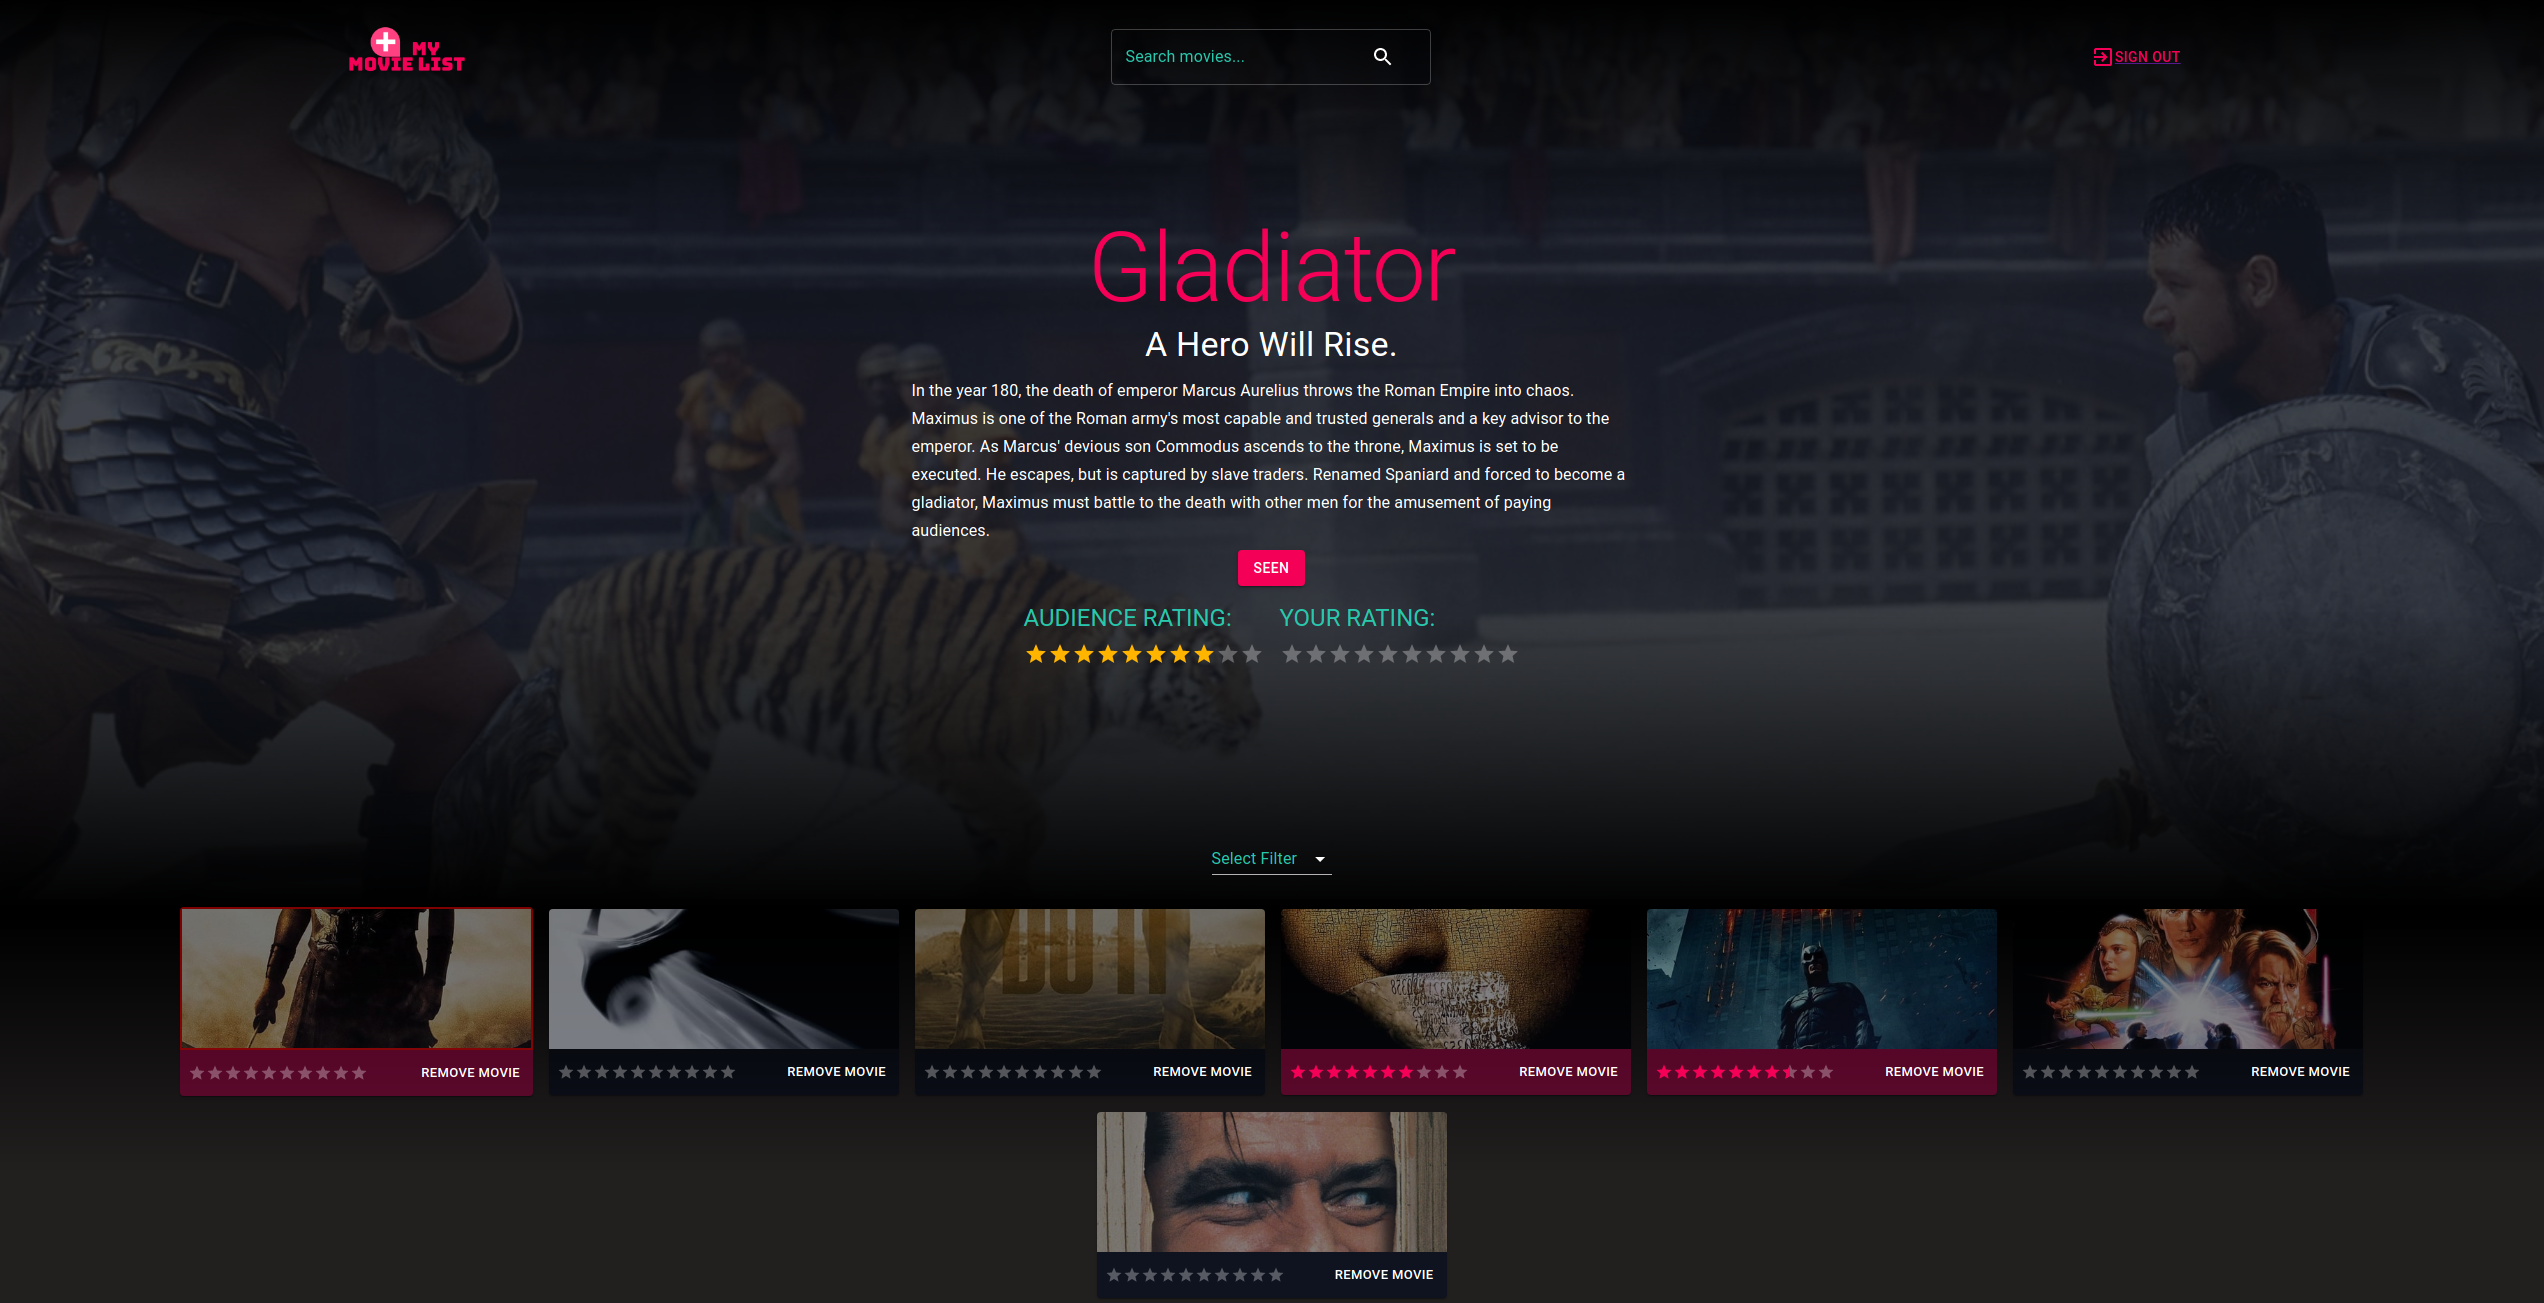 MY
MOVIE LIST
Search movies...
SIGN OUT
Gladiator
A Hero Will Rise.
In the year 180, the death of emperor Marcus Aurelius throws the Roman Empire into chaos.
Maximus is one of the Roman army's most capable and trusted generals and a key advisor to the
emperor. As Marcus' devious son Commodus ascends to the throne, Maximus is set to be
executed. He escapes, but is captured by slave traders. Renamed Spaniard and forced to become a
gladiator, Maximus must battle to the death with other men for the amusement of paying
audiences.
SEEN
AUDIENCE RATING: YOUR RATING:
Select Filter
REMOVE MOVIE REMOVE MOVIE REMOVE MOVIE REMOVE MOVIE REMOVE MOVIE REMOVE MOVIE
REMOVE MOVIE